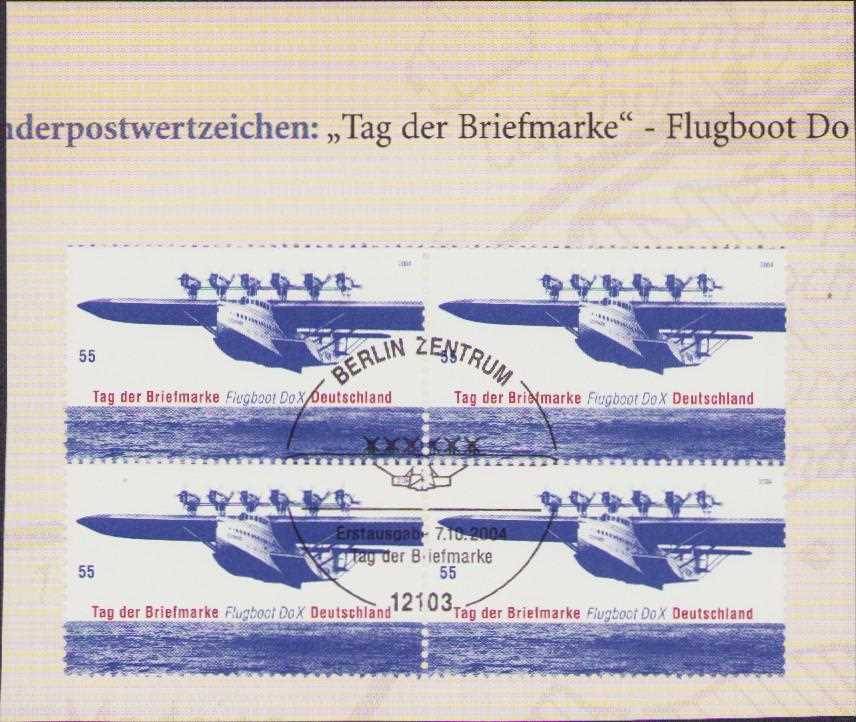 nderpostwertzeichen: „Tag der Briefmarke“ - Flugboot Do
2004
2004
55
55
Tag der Briefmarke Flugboot DoX Deutschland
Tag der Briefmarke Flugboot DoX Deutschland
BERLIN ZENTRUM
2004
55
55
Erstausgab 7.10.2004
Tag der B iefmarke
Tag der Briefmarke Flugboot DoX Deutschland
Tag der Briefmarke Flugboot DoX Deutschland
12103